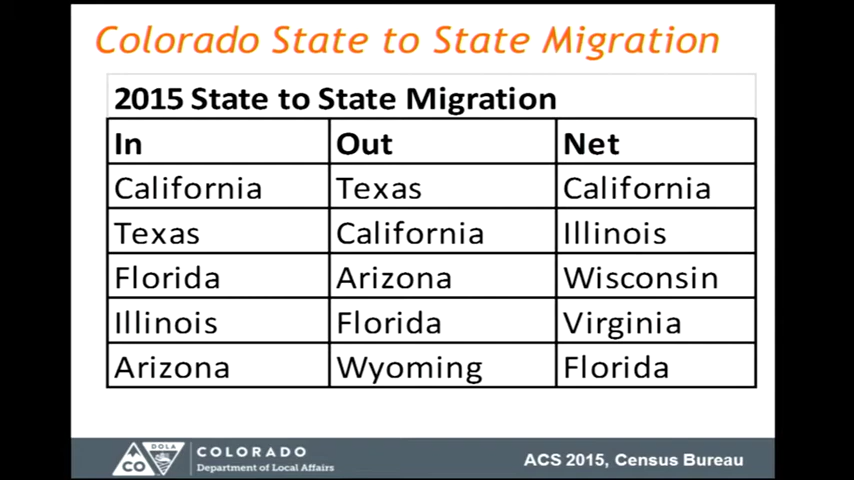 Colorado State to State Migration
2015 State to State Migration
In Out Net
California Texas California
Texas California Illinois
Florida Arizona Wisconsin
Illinois Florida Virginia
Arizona Wyoming Florida
CO DOLA
COLORADO
Department of Local Affairs
ACS 2015, Census Bureau